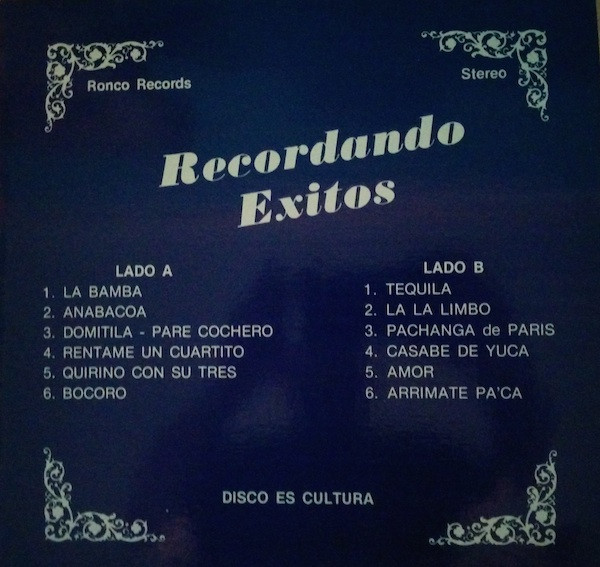 Ronco Records
Stereo
Recordando
Exitos
LADO A
1. LA BAMBA
2. ANABACOA
3. DOMITILA - PARE COCHERO
4. RENTAME UN CUARTITO
5. QUIRINO CON SU TRES
6. BOCORO
LADO B
1. TEQUILA
2. LA LA LIMBO
3. PACHANGA de PARIS
4. CASABE DE YUCA
5. AMOR
6. ARRIMATE PA'CA
DISCO ES CULTURA